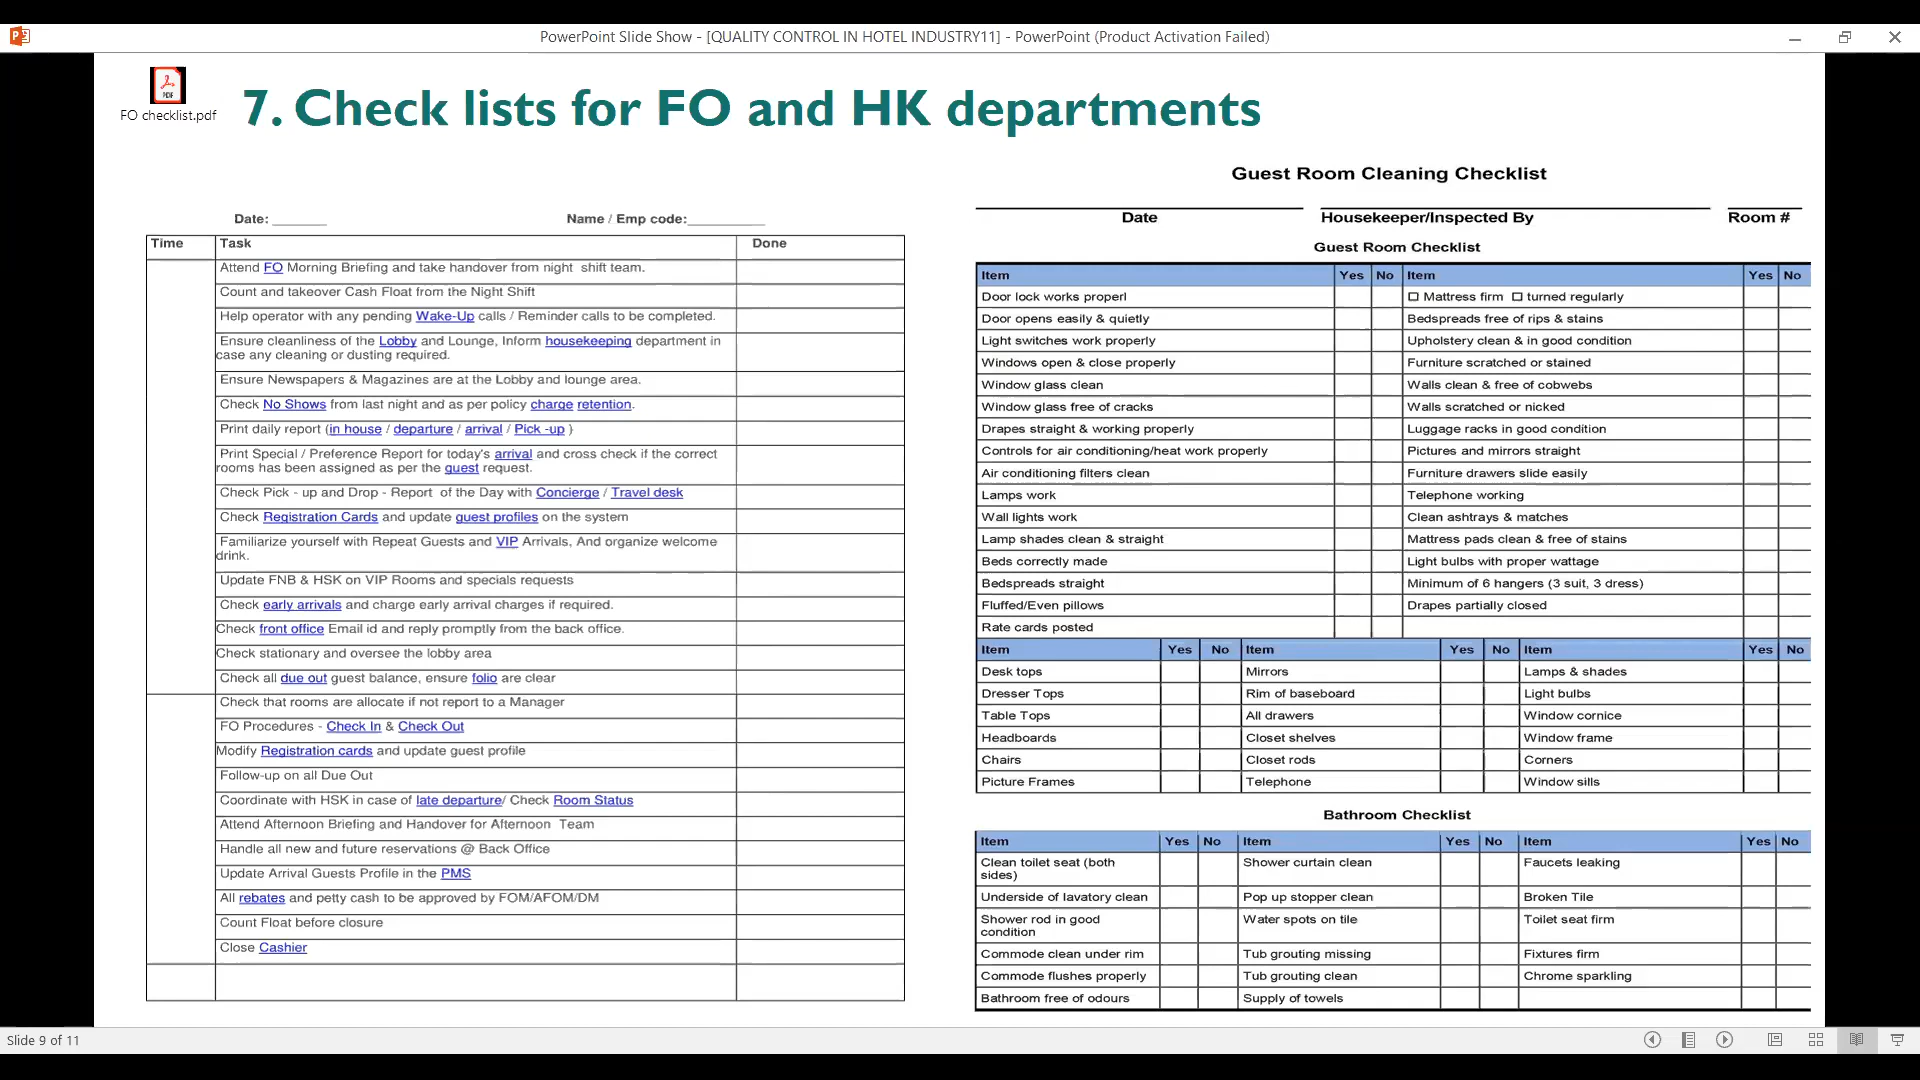 PowerPoint Slide Show - [QUALITY CONTROL IN HOTEL INDUSTRY11] - PowerPoint (Product Activation Failed)
FO checklist.pdf
7. Check lists for FO and HK departments
Date: _______ Name / Emp code:__________
Time Task Done
Attend FO Morning Briefing and take handover from night shift team.
Count and takeover Cash Float from the Night Shift
Help operator with any pending Wake-Up calls / Reminder calls to be completed.
Ensure cleanliness of the Lobby and Lounge, Inform housekeeping department in
case any cleaning or dusting required.
Ensure Newspapers & Magazines are at the Lobby and lounge area.
Check No Shows from last night and as per policy charge retention.
Print daily report (in house / departure / arrival / Pick -up )
Print Special / Preference Report for today's arrival and cross check if the correct
rooms has been assigned as per the guest request.
Check Pick - up and Drop - Report of the Day with Concierge / Travel desk
Check Registration Cards and update guest profiles on the system
Familiarize yourself with Repeat Guests and VIP Arrivals, And organize welcome
drink.
Update FNB & HSK on VIP Rooms and specials requests
Check early arrivals and charge early arrival charges if required.
Check front office Email id and reply promptly from the back office.
Check stationary and oversee the lobby area
Check all due out guest balance, ensure folio are clear
Check that rooms are allocate if not report to a Manager
FO Procedures - Check In & Check Out
Modify Registration cards and update guest profile
Follow-up on all Due Out
Coordinate with HSK in case of late departure/ Check Room Status
Attend Afternoon Briefing and Handover for Afternoon Team
Handle all new and future reservations @ Back Office
Update Arrival Guests Profile in the PMS
All rebates and petty cash to be approved by FOM/AFOM/DM
Count Float before closure
Close Cashier
Guest Room Cleaning Checklist
Date Housekeeper/Inspected By Room #
Guest Room Checklist
Item Yes No Item Yes No
Door lock works properl ☐ Mattress firm ☐ turned regularly
Door opens easily & quietly Bedspreads free of rips & stains
Light switches work properly Upholstery clean & in good condition
Windows open & close properly Furniture scratched or stained
Window glass clean Walls clean & free of cobwebs
Window glass free of cracks Walls scratched or nicked
Drapes straight & working properly Luggage racks in good condition
Controls for air conditioning/heat work properly Pictures and mirrors straight
Air conditioning filters clean Furniture drawers slide easily
Lamps work Telephone working
Wall lights work Clean ashtrays & matches
Lamp shades clean & straight Mattress pads clean & free of stains
Beds correctly made Light bulbs with proper wattage
Bedspreads straight Minimum of 6 hangers (3 suit, 3 dress)
Fluffed/Even pillows Drapes partially closed
Rate cards posted
Item Yes No Item Yes No Item Yes No
Desk tops Mirrors Lamps & shades
Dresser Tops Rim of baseboard Light bulbs
Table Tops All drawers Window cornice
Headboards Closet shelves Window frame
Chairs Closet rods Corners
Picture Frames Telephone Window sills
Bathroom Checklist
Item Yes No Item Yes No Item Yes No
Clean toilet seat (both Shower curtain clean Faucets leaking
sides)
Underside of lavatory clean Pop up stopper clean Broken Tile
Shower rod in good Water spots on tile Toilet seat firm
condition
Commode clean under rim Tub grouting missing Fixtures firm
Commode flushes properly Tub grouting clean Chrome sparkling
Bathroom free of odours Supply of towels
Slide 9 of 11